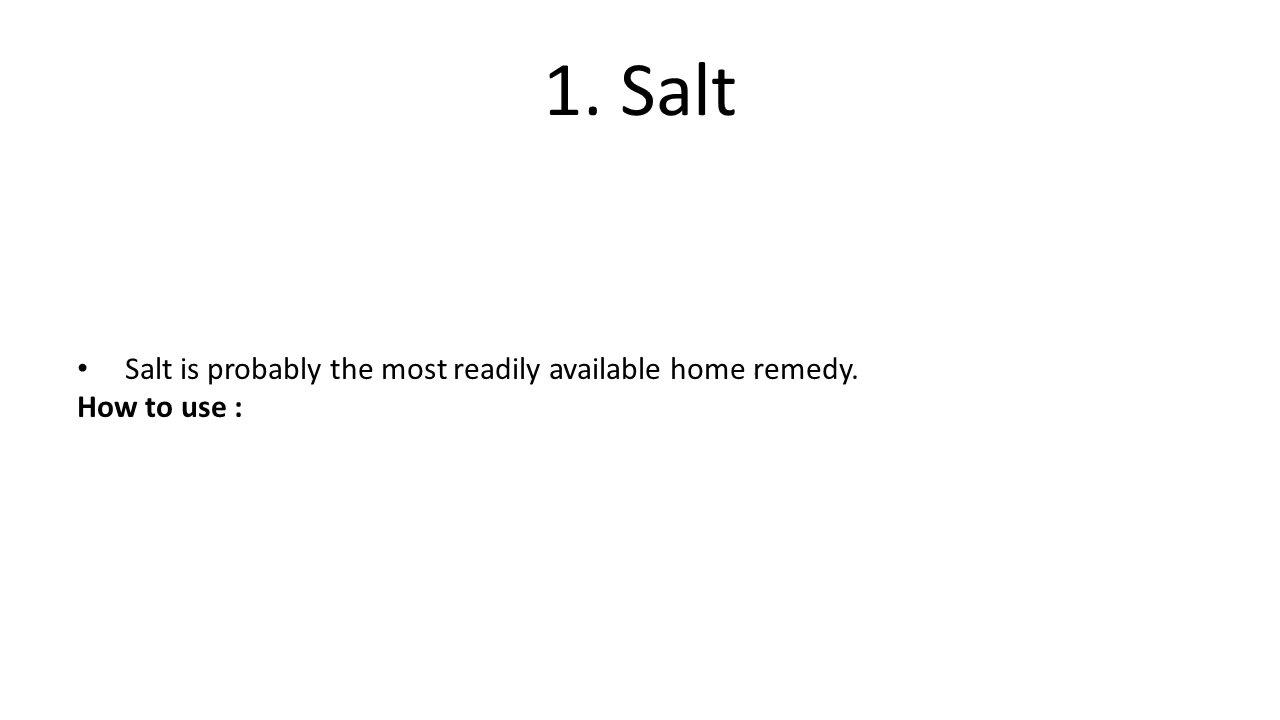 1. Salt
• Salt is probably the most readily available home remedy.
How to use :